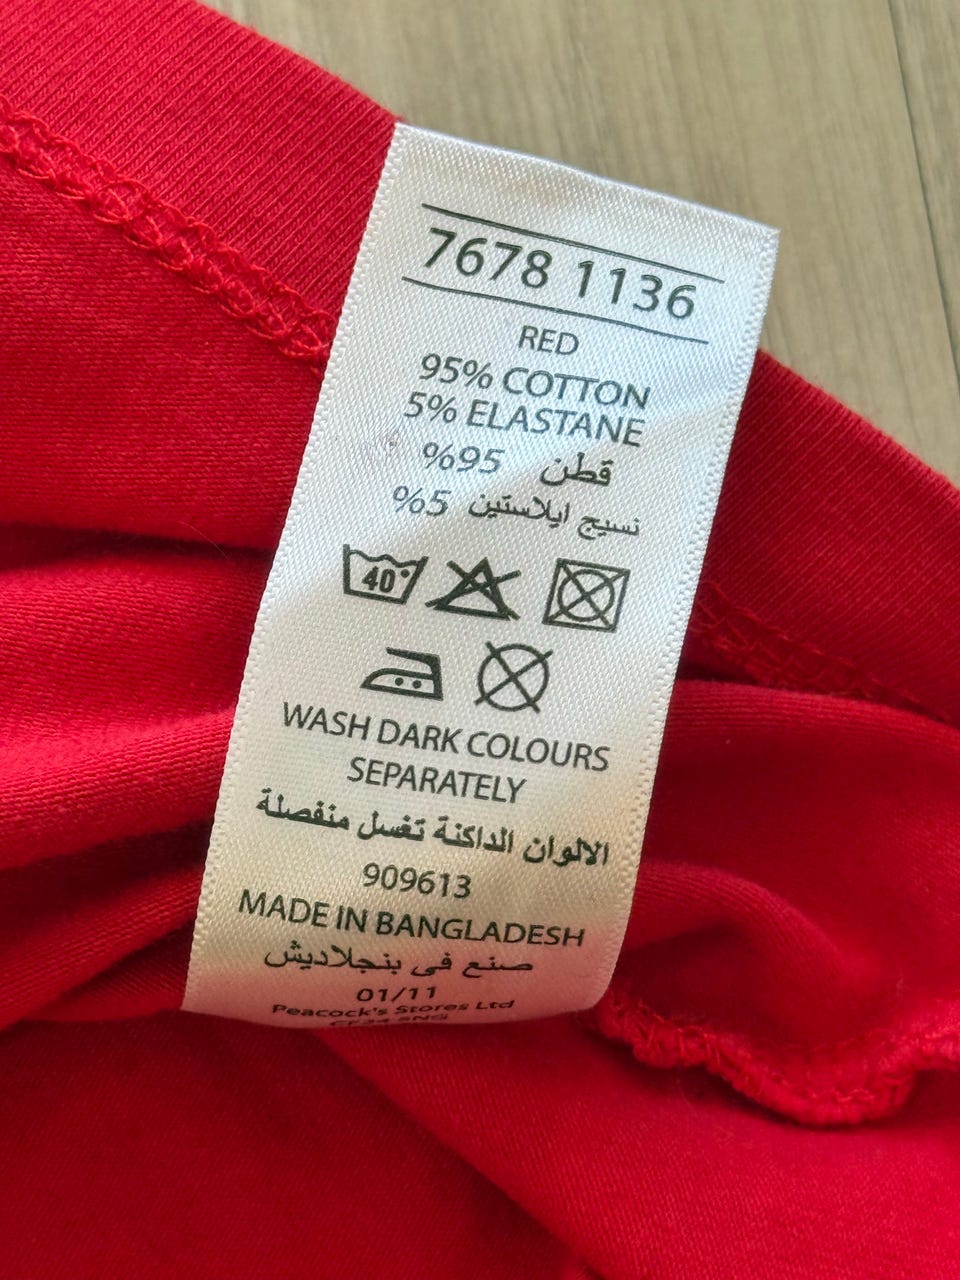 7678 1136
RED
95% COTTON
5% ELASTANE
%95 قطن
%5 نسيج ايلاستين
40°
WASH DARK COLOURS
SEPARATELY
الالوان الداكنة تغسل منفصلة
909613
MADE IN BANGLADESH
صنع فى بنجلاديش
01/11
Peacock's Stores Ltd